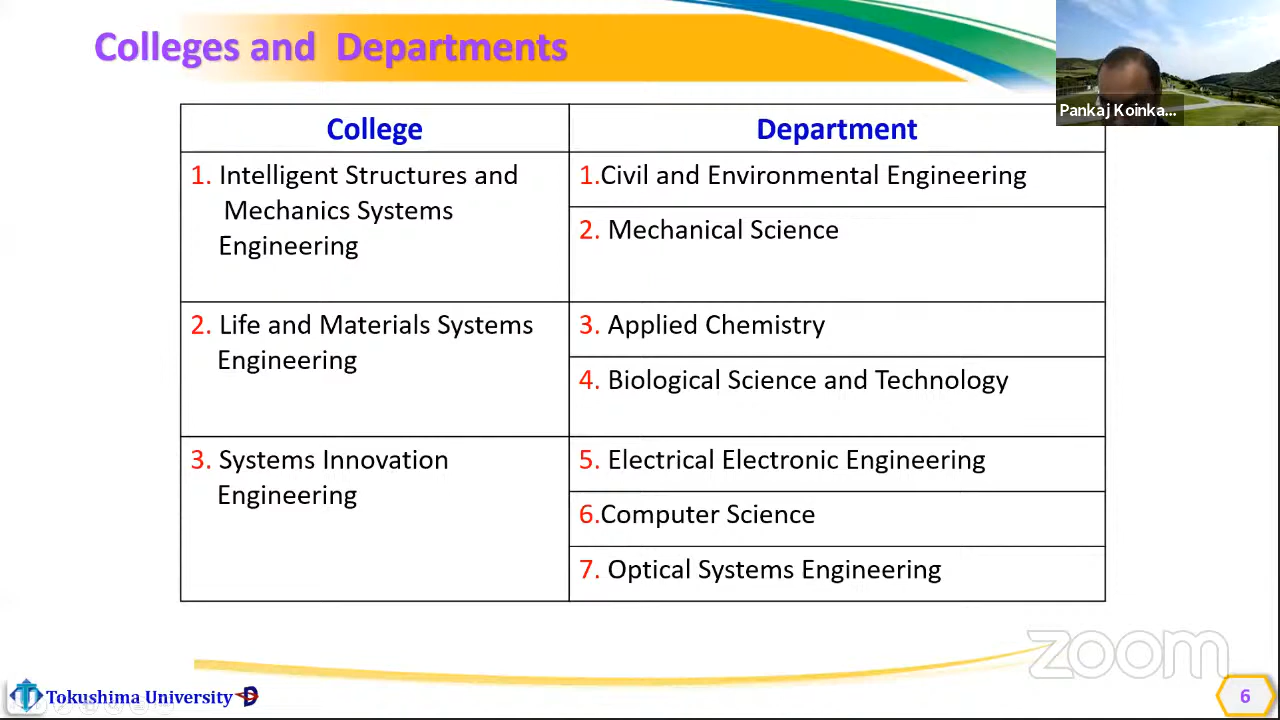 Colleges and Departments
Pankaj Koinka...
College
Department
1. Intelligent Structures and
Mechanics Systems
Engineering
1.Civil and Environmental Engineering
2. Mechanical Science
2. Life and Materials Systems
Engineering
3. Applied Chemistry
4. Biological Science and Technology
3. Systems Innovation
Engineering
5. Electrical Electronic Engineering
6.Computer Science
7. Optical Systems Engineering
zoom
Tokushima University
6